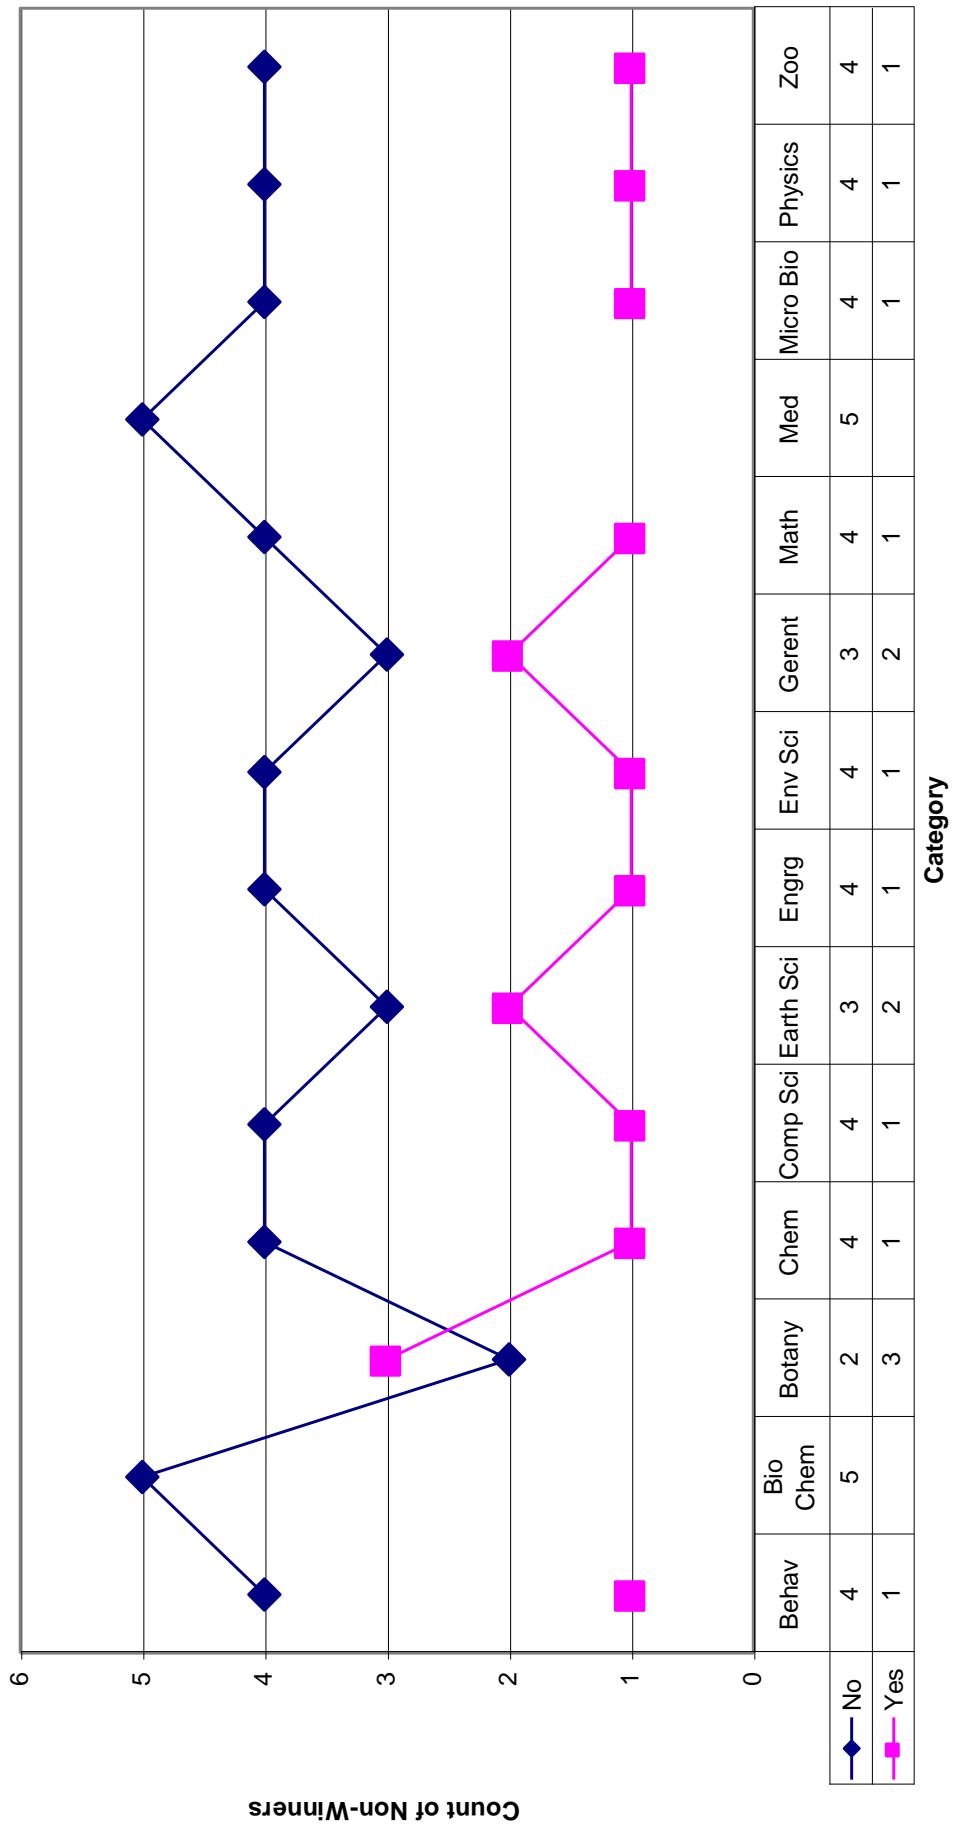 Count of Non-Winners
6
5
4
3
2
1
0
Behav Bio Chem Botany Chem Comp Sci Earth Sci Engrg Env Sci Gerent Math Med Micro Bio Physics Zoo
No 4 5 2 4 4 3 4 4 3 4 5 4 4 4
Yes 1 3 1 1 2 1 1 2 1 1 1 1
Category